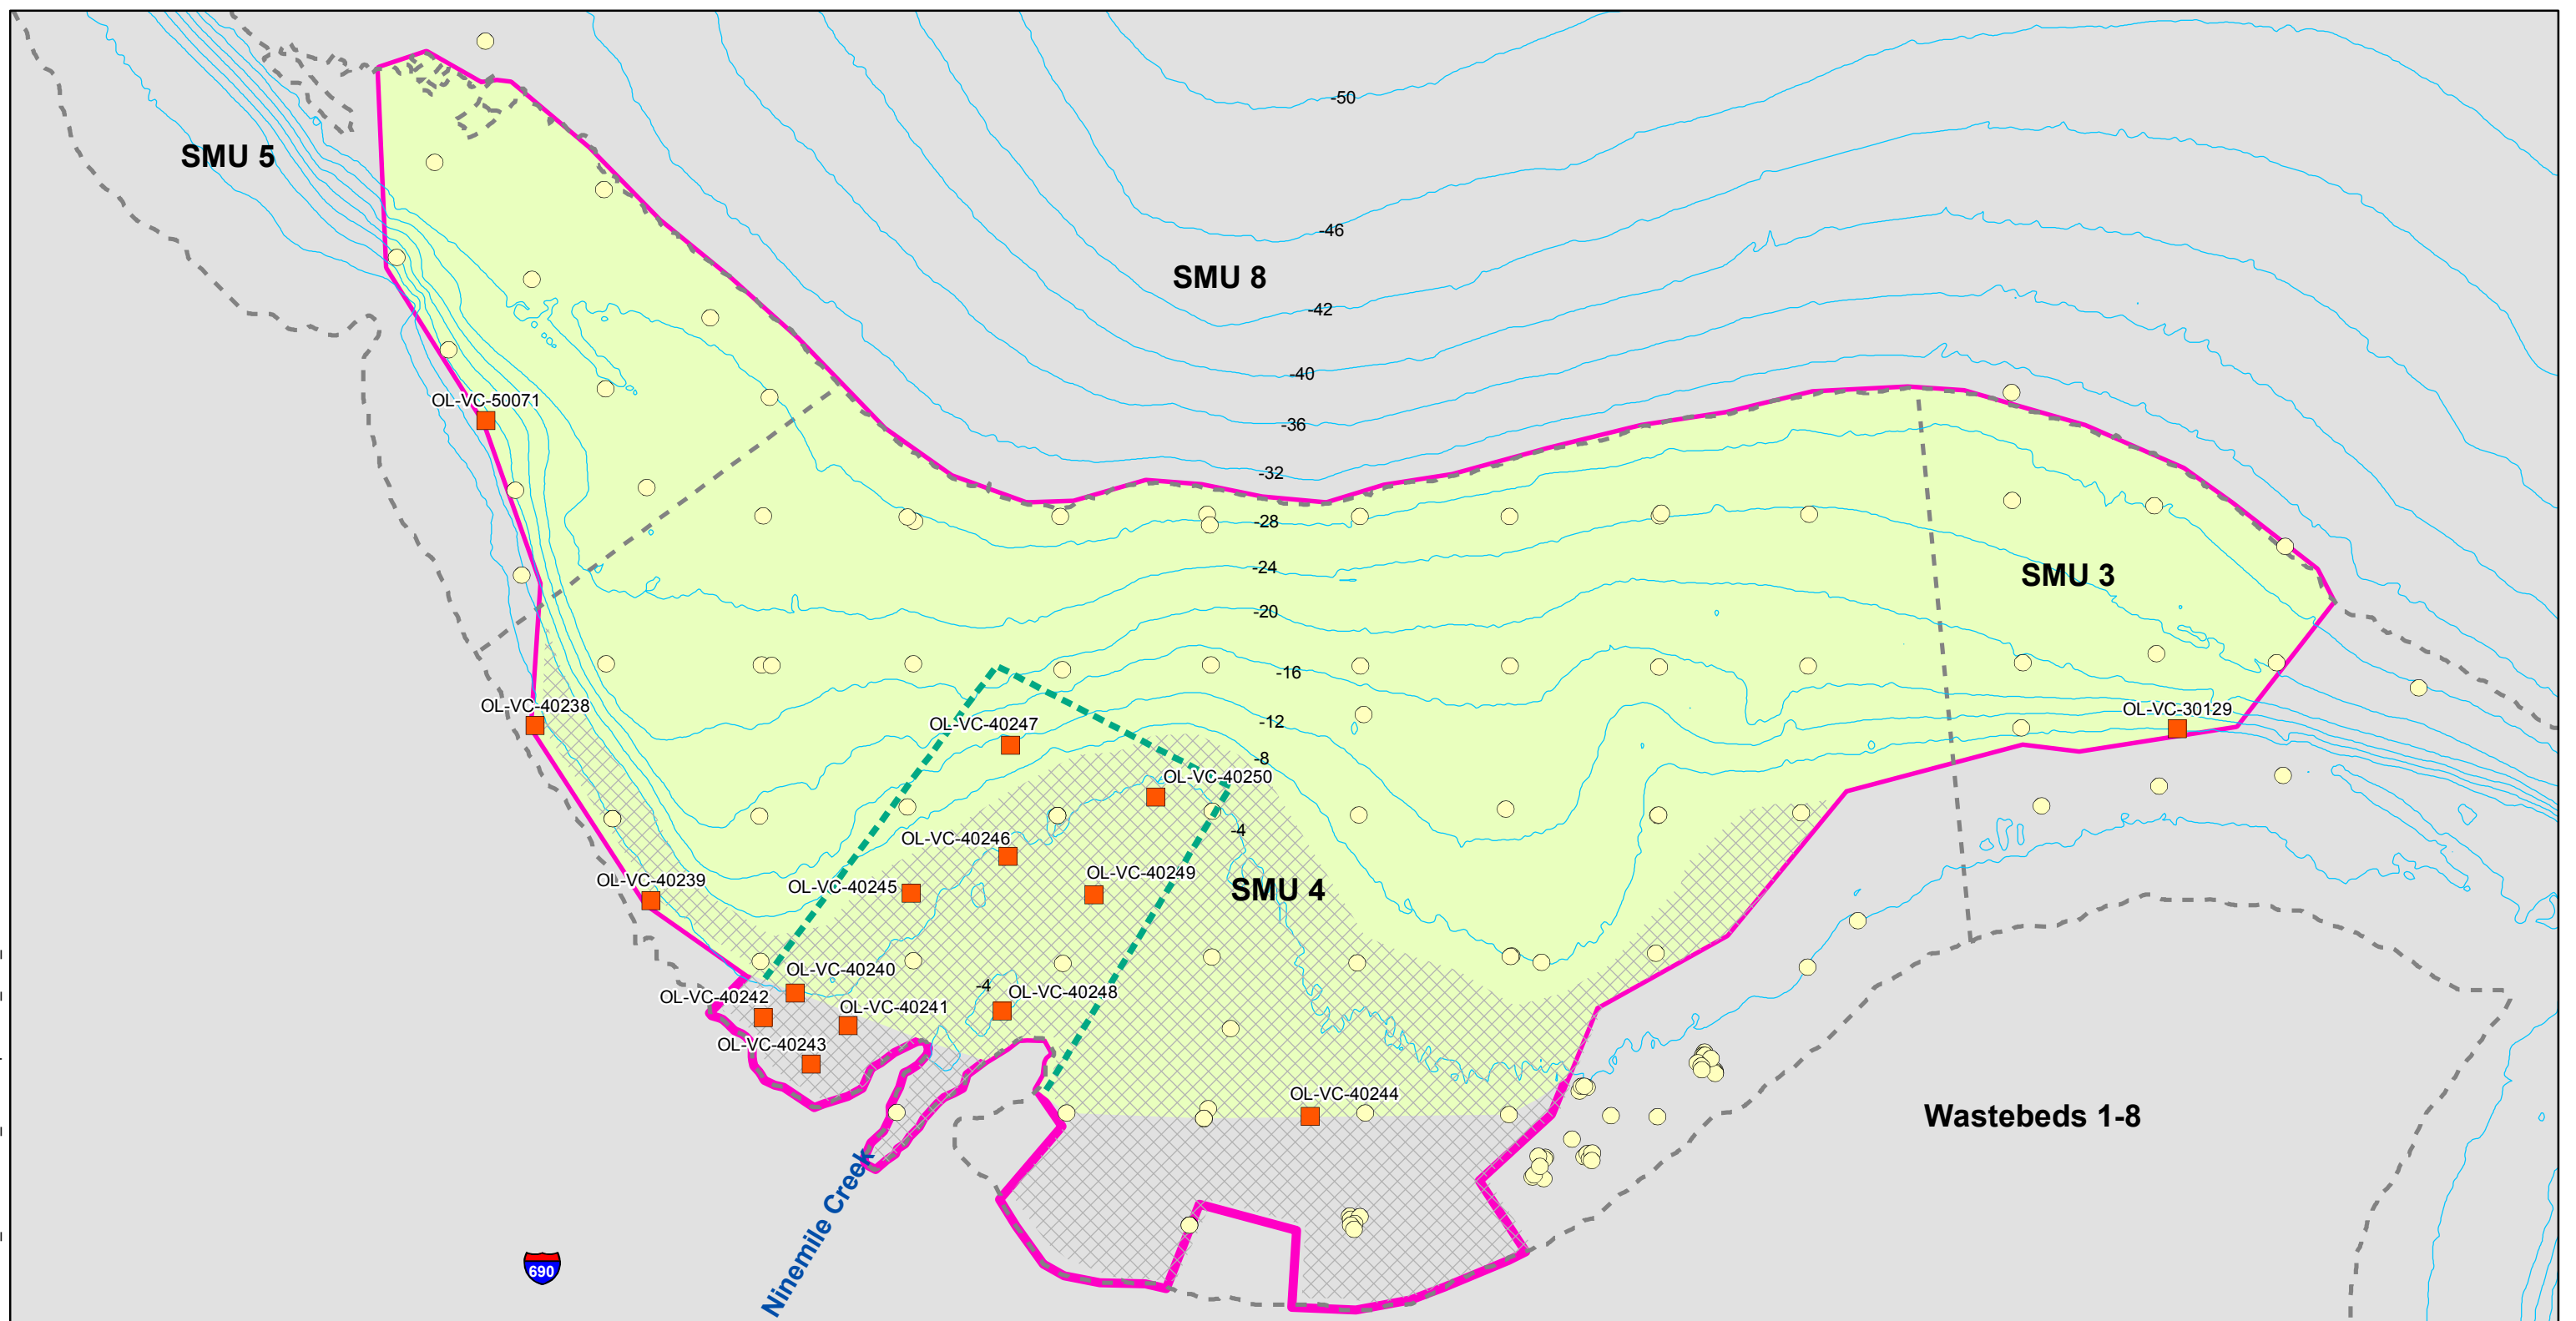 -50
SMU 5
-46
SMU 8
-42
-40
OL-VC-50071
-36
-32
-28
-24
SMU 3
-20
-16
OL-VC-40238
OL-VC-30129
OL-VC-40247
-12
-8
OL-VC-40250
-4
OL-VC-40246
OL-VC-40249
OL-VC-40239
OL-VC-40245
SMU 4
OL-VC-40240
-4
OL-VC-40242
OL-VC-40248
OL-VC-40241
OL-VC-40243
OL-VC-40244
Wastebeds 1-8
Ninemile Creek
690